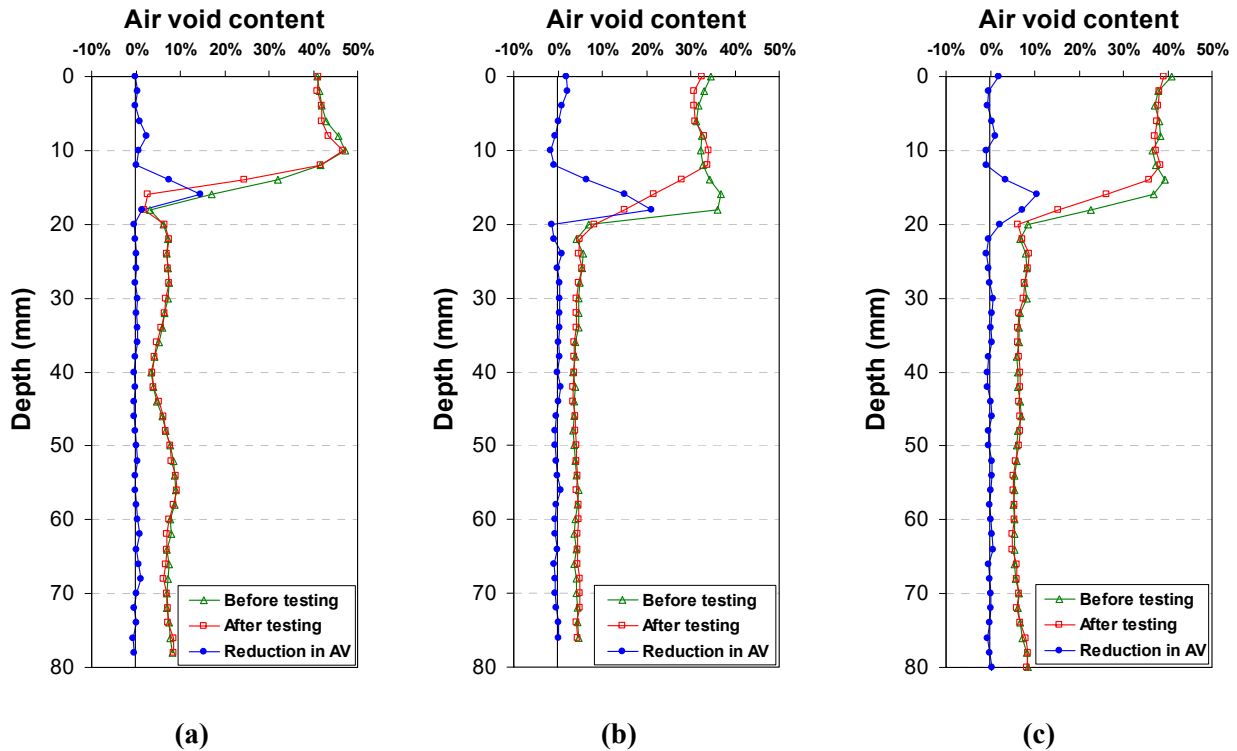 Air void content
-10% 0% 10% 20% 30% 40% 50%
0
10
20
30
40
50
60
70
80
Depth (mm)
Before testing
After testing
Reduction in AV
(a)
Air void content
-10% 0% 10% 20% 30% 40% 50%
0
10
20
30
40
50
60
70
80
Depth (mm)
Before testing
After testing
Reduction in AV
(b)
Air void content
-10% 0% 10% 20% 30% 40% 50%
0
10
20
30
40
50
60
70
80
Depth (mm)
Before testing
After testing
Reduction in AV
(c)